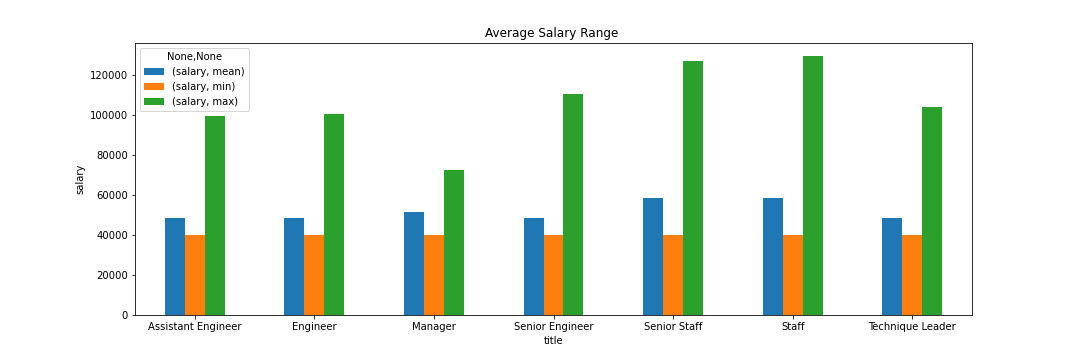 Average Salary Range
None,None
(salary, mean)
(salary, min)
(salary, max)
salary
120000
100000
80000
60000
40000
20000
0
Assistant Engineer Engineer Manager Senior Engineer Senior Staff Staff Technique Leader
title